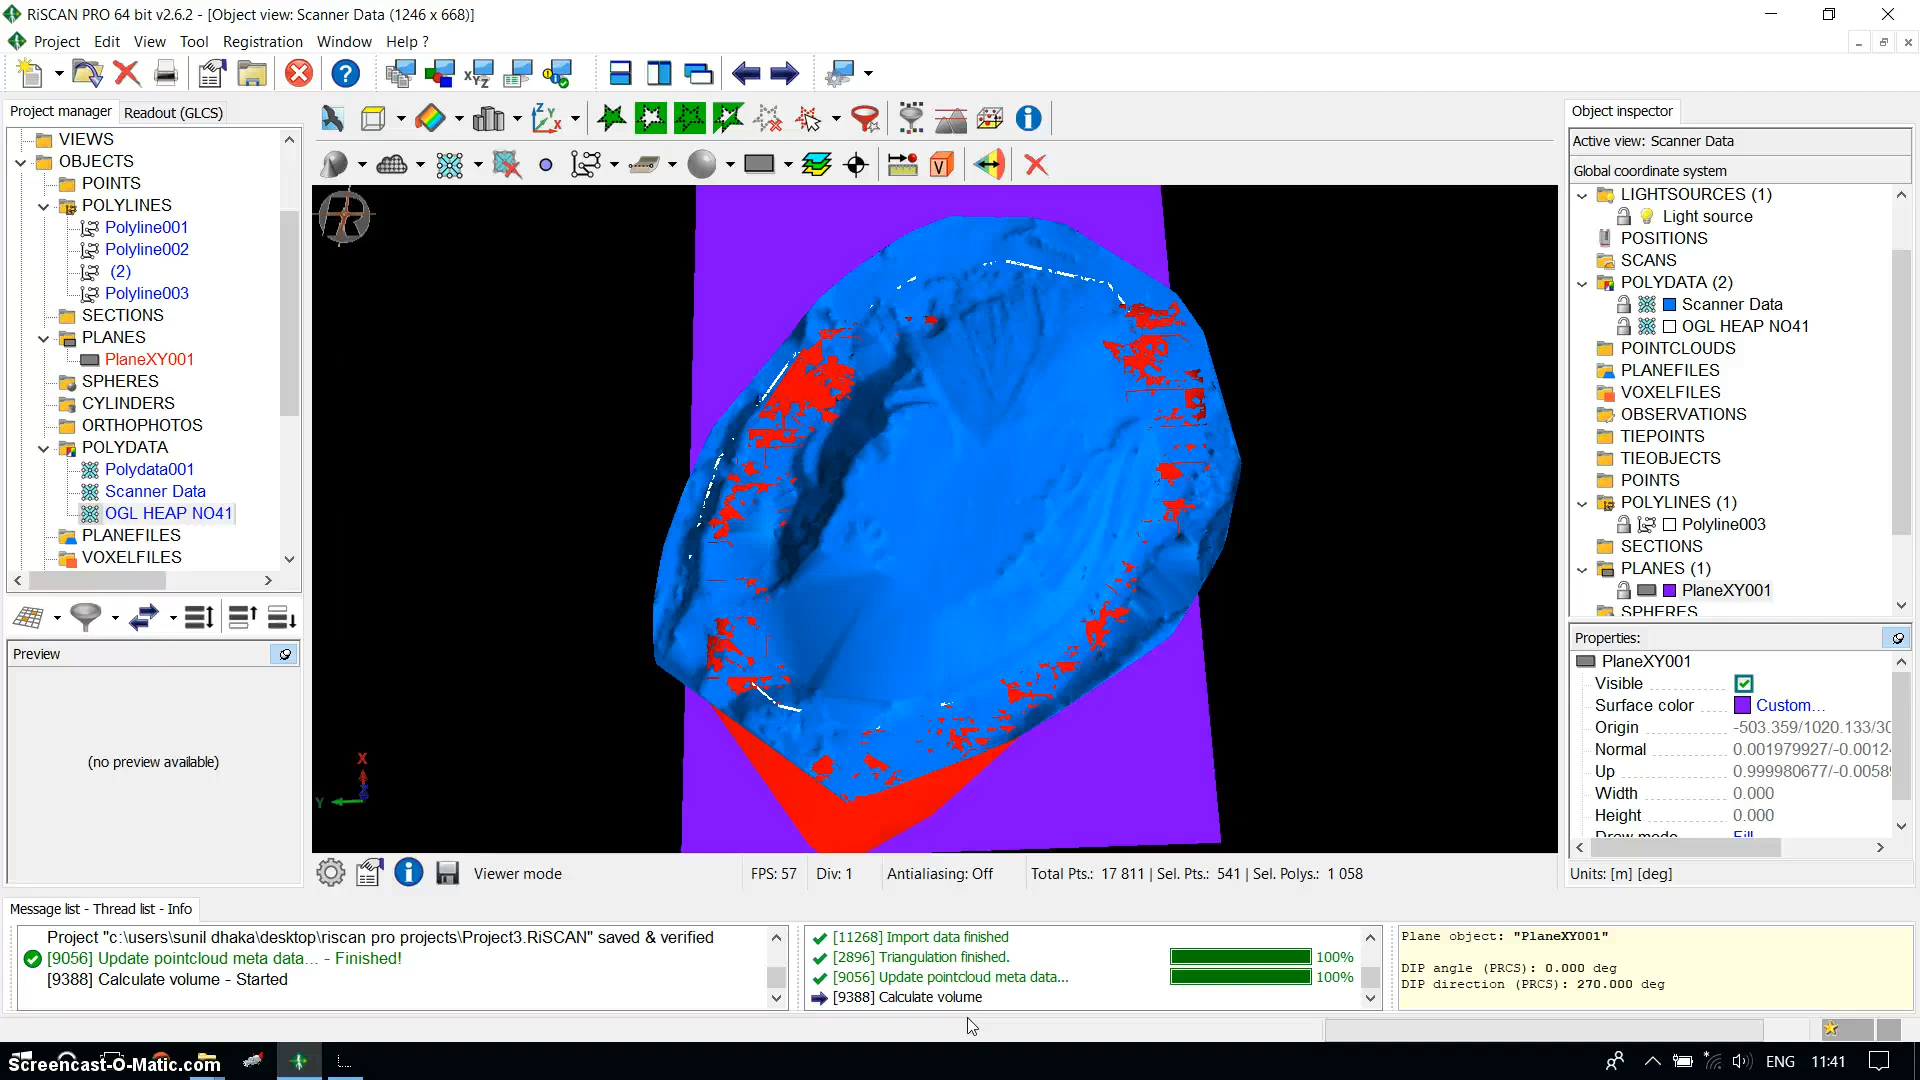 RiSCAN PRO 64 bit v2.6.2 - [Object view: Scanner Data (1246 x 668)]
Project Edit View Tool Registration Window Help ?
Project manager
Readout (GLCS)
VIEWS
OBJECTS
POINTS
POLYLINES
Polyline001
Polyline002
(2)
Polyline003
SECTIONS
PLANES
PlaneXY001
SPHERES
CYLINDERS
ORTHOPHOTOS
POLYDATA
Polydata001
Scanner Data
OGL HEAP NO41
PLANEFILES
VOXELFILES
Preview
(no preview available)
X
Y
Viewer mode
FPS: 57
Div: 1
Antialiasing: Off
Total Pts.: 17 811 | Sel. Pts.: 541 | Sel. Polys.: 1 058
Object inspector
Active view: Scanner Data
Global coordinate system
LIGHTSOURCES (1)
Light source
POSITIONS
SCANS
POLYDATA (2)
Scanner Data
OGL HEAP NO41
POINTCLOUDS
PLANEFILES
VOXELFILES
OBSERVATIONS
TIEPOINTS
TIEOBJECTS
POINTS
POLYLINES (1)
Polyline003
SECTIONS
PLANES (1)
PlaneXY001
SPHERES
Properties:
PlaneXY001
Visible
Surface color Custom...
Origin -503.359/1020.133/30
Normal 0.001979927/-0.0012
Up 0.999980677/-0.0058
Width 0.000
Height 0.000
Draw mode Fill
Units: [m] [deg]
Message list - Thread list - Info
Project "c:\users\sunil dhaka\desktop\riscan pro projects\Project3.RiSCAN" saved & verified
[9056] Update pointcloud meta data... - Finished!
[9388] Calculate volume - Started
[11268] Import data finished
[2896] Triangulation finished. 100%
[9056] Update pointcloud meta data... 100%
[9388] Calculate volume
Plane object: "PlaneXY001"
DIP angle (PRCS): 0.000 deg
DIP direction (PRCS): 270.000 deg
Screencast-O-Matic.com
ENG
11:41